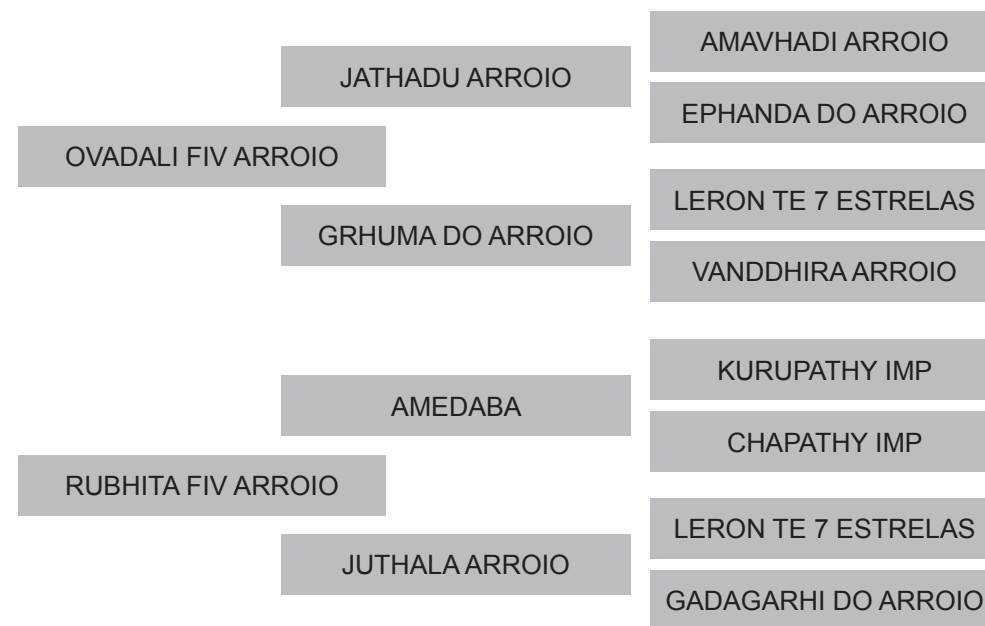 AMAVHADI ARROIO
JATHADU ARROIO
EPHANDA DO ARROIO
OVADALI FIV ARROIO
LERON TE 7 ESTRELAS
GRHUMA DO ARROIO
VANDDHIRA ARROIO
KURUPATHY IMP
AMEDABA
CHAPATHY IMP
RUBHITA FIV ARROIO
LERON TE 7 ESTRELAS
JUTHALA ARROIO
GADAGARHI DO ARROIO